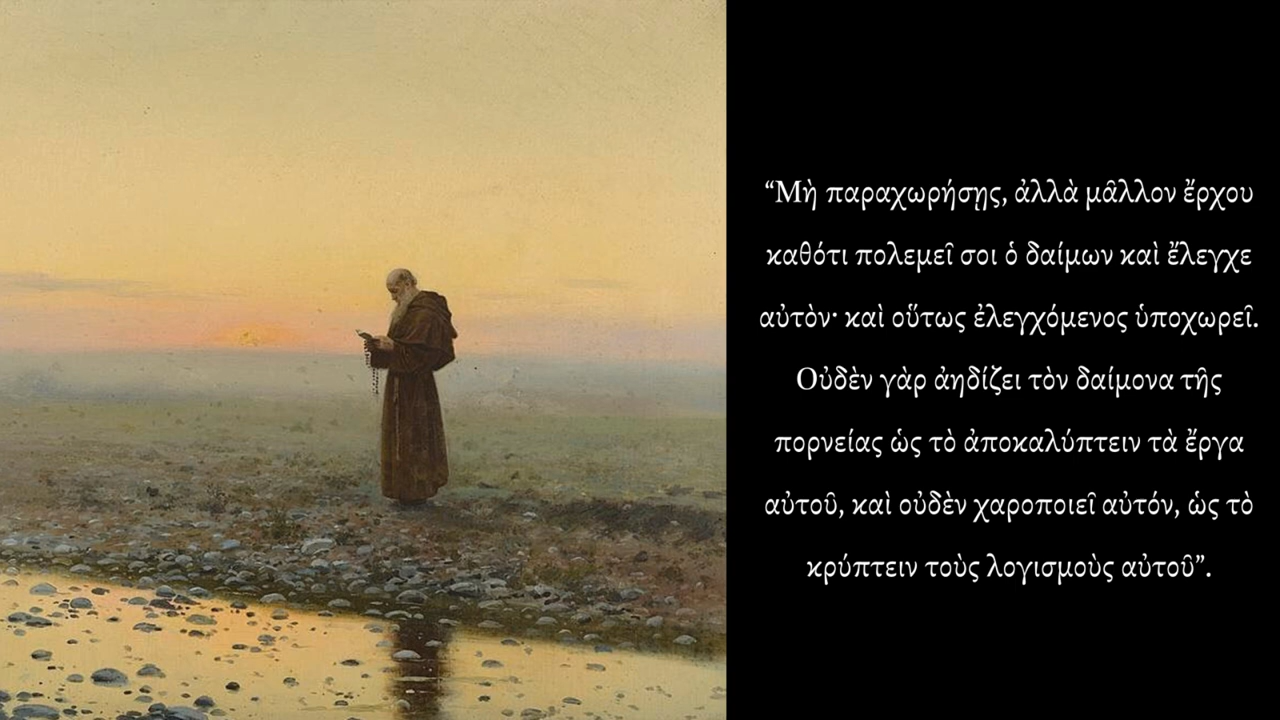 “Μὴ παραχωρήσῃς, ἀλλὰ μᾶλλον ἔρχου
καθότι πολεμεῖ σοι ὁ δαίμων καὶ ἔλεγχε
αὐτὸν· καὶ οὕτως ἐλεγχόμενος ὑποχωρεῖ.
Οὐδὲν γὰρ ἀηδίζει τὸν δαίμονα τῆς
πορνείας ὡς τὸ ἀποκαλύπτειν τὰ ἔργα
αὐτοῦ, καὶ οὐδὲν χαροποιεῖ αὐτόν, ὡς τὸ
κρύπτειν τοὺς λογισμοὺς αὐτοῦ”.